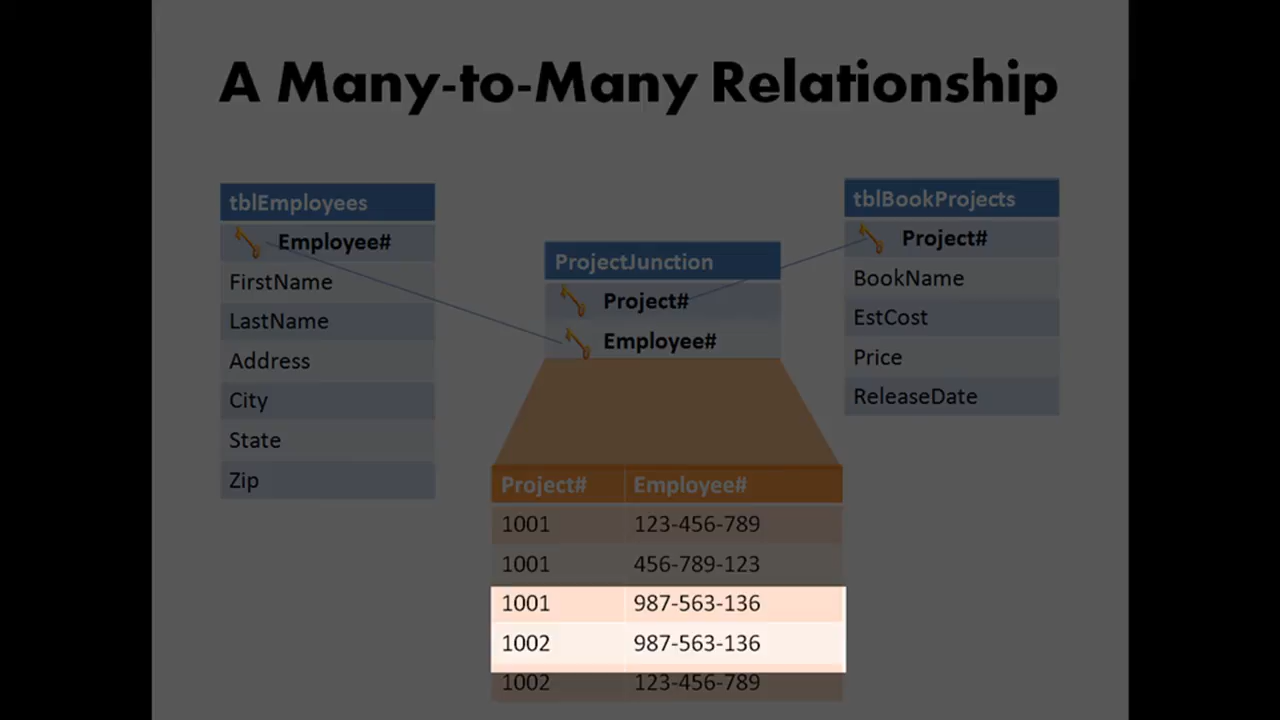 A Many-to-Many Relationship
tblEmployees
Employee#
FirstName
LastName
Address
City
State
Zip
ProjectJunction
Project#
Employee#
tblBookProjects
Project#
BookName
EstCost
Price
ReleaseDate
Project# Employee#
1001 123-456-789
1001 456-789-123
1001 987-563-136
1002 987-563-136
1002 123-456-789